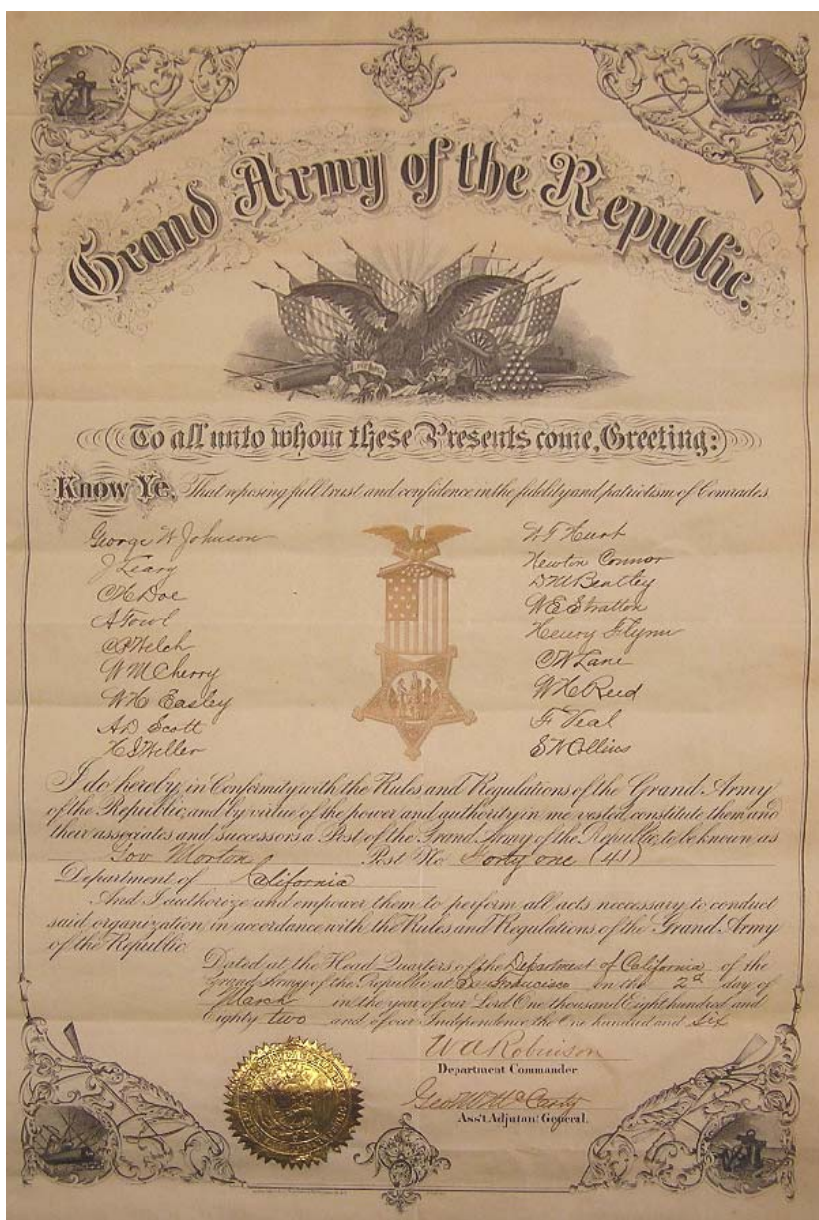 Grand Army of the Republic.
To all unto whom these Presents come, Greeting:
Know Ye, That reposing full trust and confidence in the fidelity and patriotism of Comrades
George W Johnson
J Leary
C H Doe
A Fowl
C P Welch
W M Cherry
W H Easley
A D Scott
H S Weller
W F Hurt
Newton Connor
D M Bentley
W E Stratton
Henry Flynn
C W Lane
W H Reed
F Veal
S W Collins
I do hereby, in Conformity with the Rules and Regulations of the Grand Army
of the Republic, and by virtue of the power and authority in me vested, constitute them and
their associates and successors a Post of the Grand Army of the Republic, to be known as
Gov Morton Post No Forty one (41)
Department of California
And I authorize and empower them to perform all acts necessary to conduct
said organization in accordance with the Rules and Regulations of the Grand Army
of the Republic.
Dated at the Head Quarters of the Department of California of the
Grand Army of the Republic at San Francisco on the 2d day of
March in the year of our Lord One thousand Eight hundred and
Eighty two and of our Independence the One hundred and Six
W A Robinson
Department Commander
Geo W McCarty
Ass't Adjutant General.